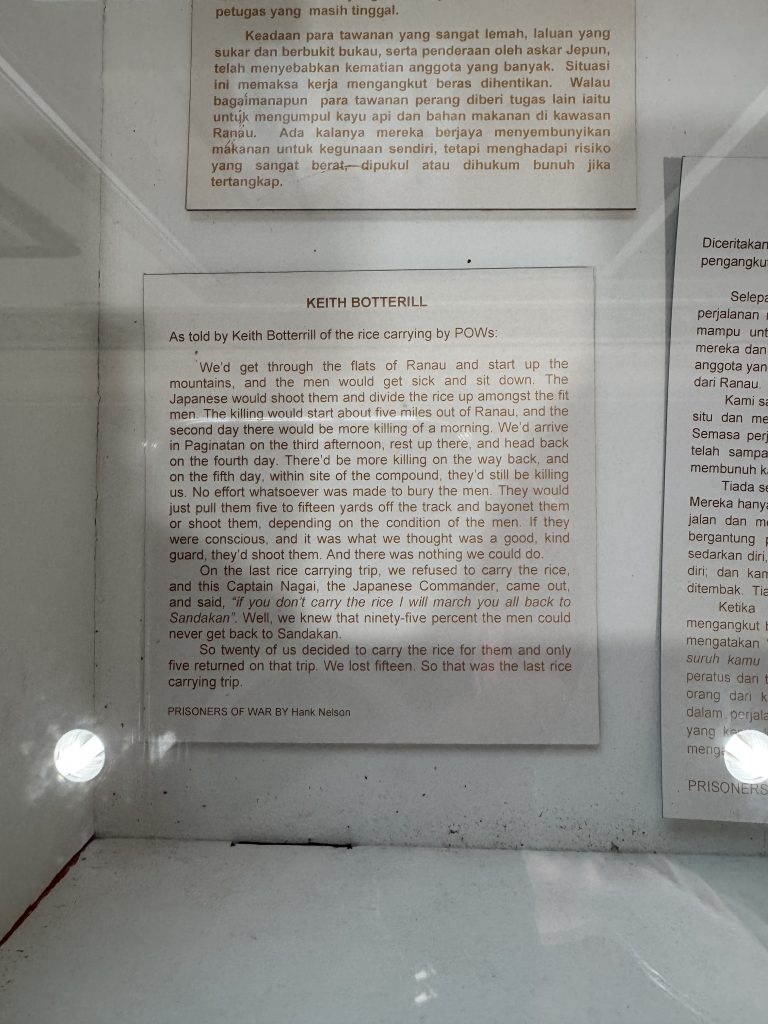 petugas yang masih tinggal.
Keadaan para tawanan yang sangat lemah, laluan yang
sukar dan berbukit bukau, serta penderaan oleh askar Jepun,
telah menyebabkan kematian anggota yang banyak. Situasi
ini memaksa kerja mengangkut beras dihentikan. Walau
bagaimanapun para tawanan perang diberi tugas lain iaitu
untuk mengumpul kayu api dan bahan makanan di kawasan
Ranau. Ada kalanya mereka berjaya menyembunyikan
makanan untuk kegunaan sendiri, tetapi menghadapi risiko
yang sangat berat, dipukul atau dihukum bunuh jika
tertangkap.
KEITH BOTTERILL
As told by Keith Botterrill of the rice carrying by POWs:
We'd get through the flats of Ranau and start up the
mountains, and the men would get sick and sit down. The
Japanese would shoot them and divide the rice up amongst the fit
men. The killing would start about five miles out of Ranau, and the
second day there would be more killing of a morning. We'd arrive
in Paginatan on the third afternoon, rest up there, and head back
on the fourth day. There'd be more killing on the way back, and
on the fifth day, within site of the compound, they'd still be killing
us. No effort whatsoever was made to bury the men. They would
just pull them five to fifteen yards off the track and bayonet them
or shoot them, depending on the condition of the men. If they
were conscious, and it was what we thought was a good, kind
guard, they'd shoot them. And there was nothing we could do.
On the last rice carrying trip, we refused to carry the rice,
and this Captain Nagai, the Japanese Commander, came out,
and said, "if you don't carry the rice I will march you all back to
Sandakan". Well, we knew that ninety-five percent the men could
never get back to Sandakan.
So twenty of us decided to carry the rice for them and only
five returned on that trip. We lost fifteen. So that was the last rice
carrying trip.
PRISONERS OF WAR BY Hank Nelson
Diceritakan
pengangkut
Selepa
perjalanan
mampu unt
mereka dan
anggota yan
dari Ranau.
Kami sa
situ dan me
Semasa perj
telah sampa
membunuh ka
Tiada se
Mereka hanya
jalan dan me
bergantung p
sedarkan diri,
diri; dan kam
ditembak. Tia
Ketika
mengangkut b
mengatakan
suruh kamu
peratus dari t
orang dari k
dalam perjala
yang
PRISONERS